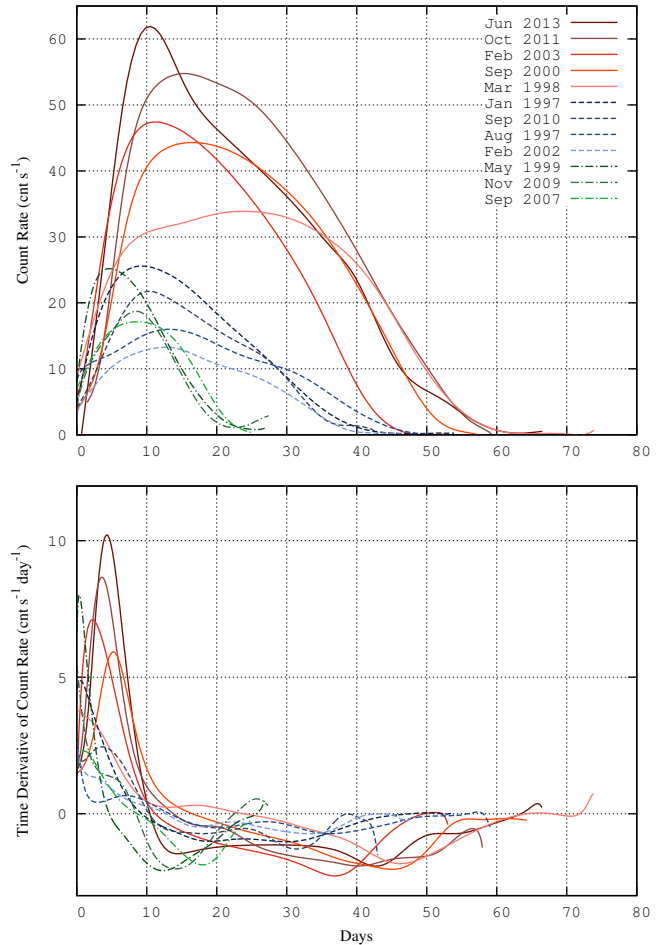 60
50
40
30
20
10
0
Count Rate (cnt s⁻¹)
Jun 2013
Oct 2011
Feb 2003
Sep 2000
Mar 1998
Jan 1997
Sep 2010
Aug 1997
Feb 2002
May 1999
Nov 2009
Sep 2007
0 10 20 30 40 50 60 70 80
10
5
0
Time Derivative of Count Rate (cnt s⁻¹ day⁻¹)
0 10 20 30 40 50 60 70 80
Days